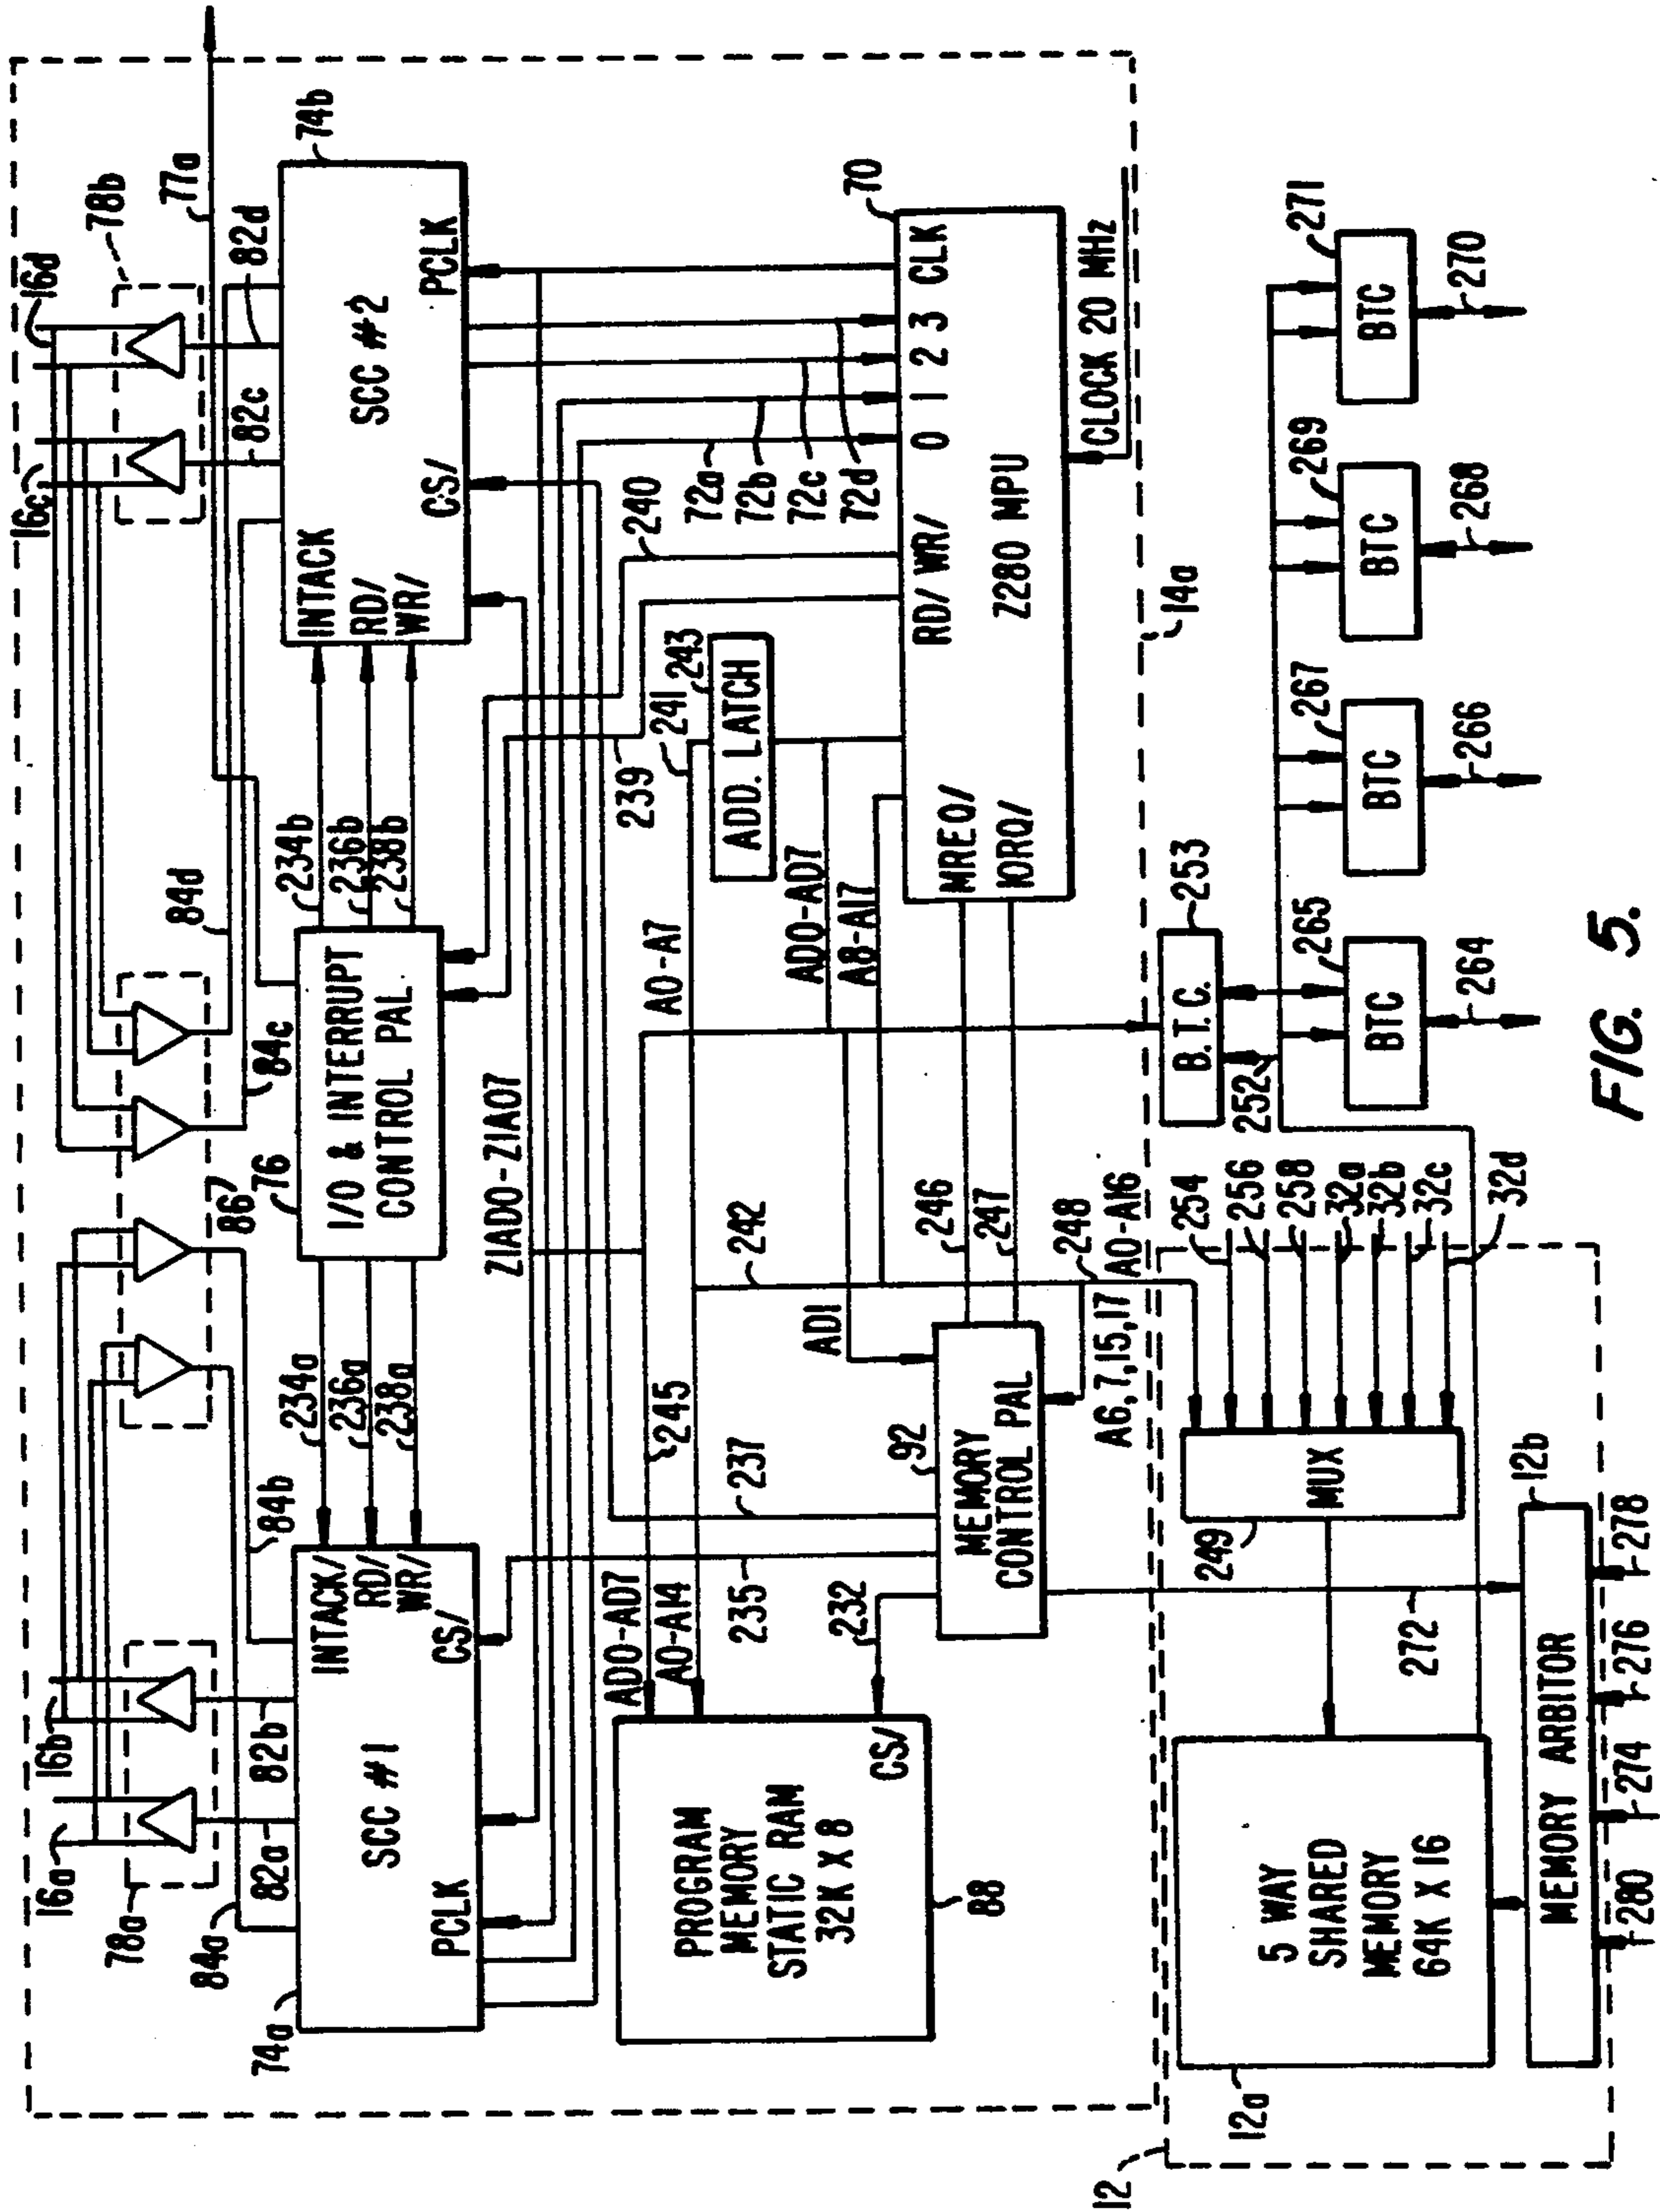 16a
16b
16c
16d
78a
78b
77a
82a
82b
82c
82d
84a
84b
84c
84d
86
74a
SCC #1
INTACK/
RD/
WR/
CS/
PCLK
234a
236a
238a
76
I/O & INTERRUPT
CONTROL PAL
234b
236b
238b
74b
SCC #2
INTACK
RD/
WR/
CS/
PCLK
ZIAD0-ZIAD7
245
237
235
232
242
239
240
241
243
ADD. LATCH
A0-A7
AD0-AD7
A8-A17
AD1
72a
72b
72c
72d
70
RD/ WR/ 0 1 2 3 CLK
Z280 MPU
MREQ/
IORQ/
CLOCK 20 MHz
AD0-AD7
A0-A14
PROGRAM
MEMORY
STATIC RAM
32K X 8
CS/
88
92
MEMORY
CONTROL PAL
246
247
248
A6,7,15,17
A0-A16
14a
12
12a
5 WAY
SHARED
MEMORY
64K X 16
249
MUX
254
256
258
32a
32b
32c
32d
252
253
B.T.C.
265
BTC
264
267
BTC
266
269
BTC
268
271
BTC
270
272
12b
MEMORY ARBITOR
280
274
276
278
FIG. 5.